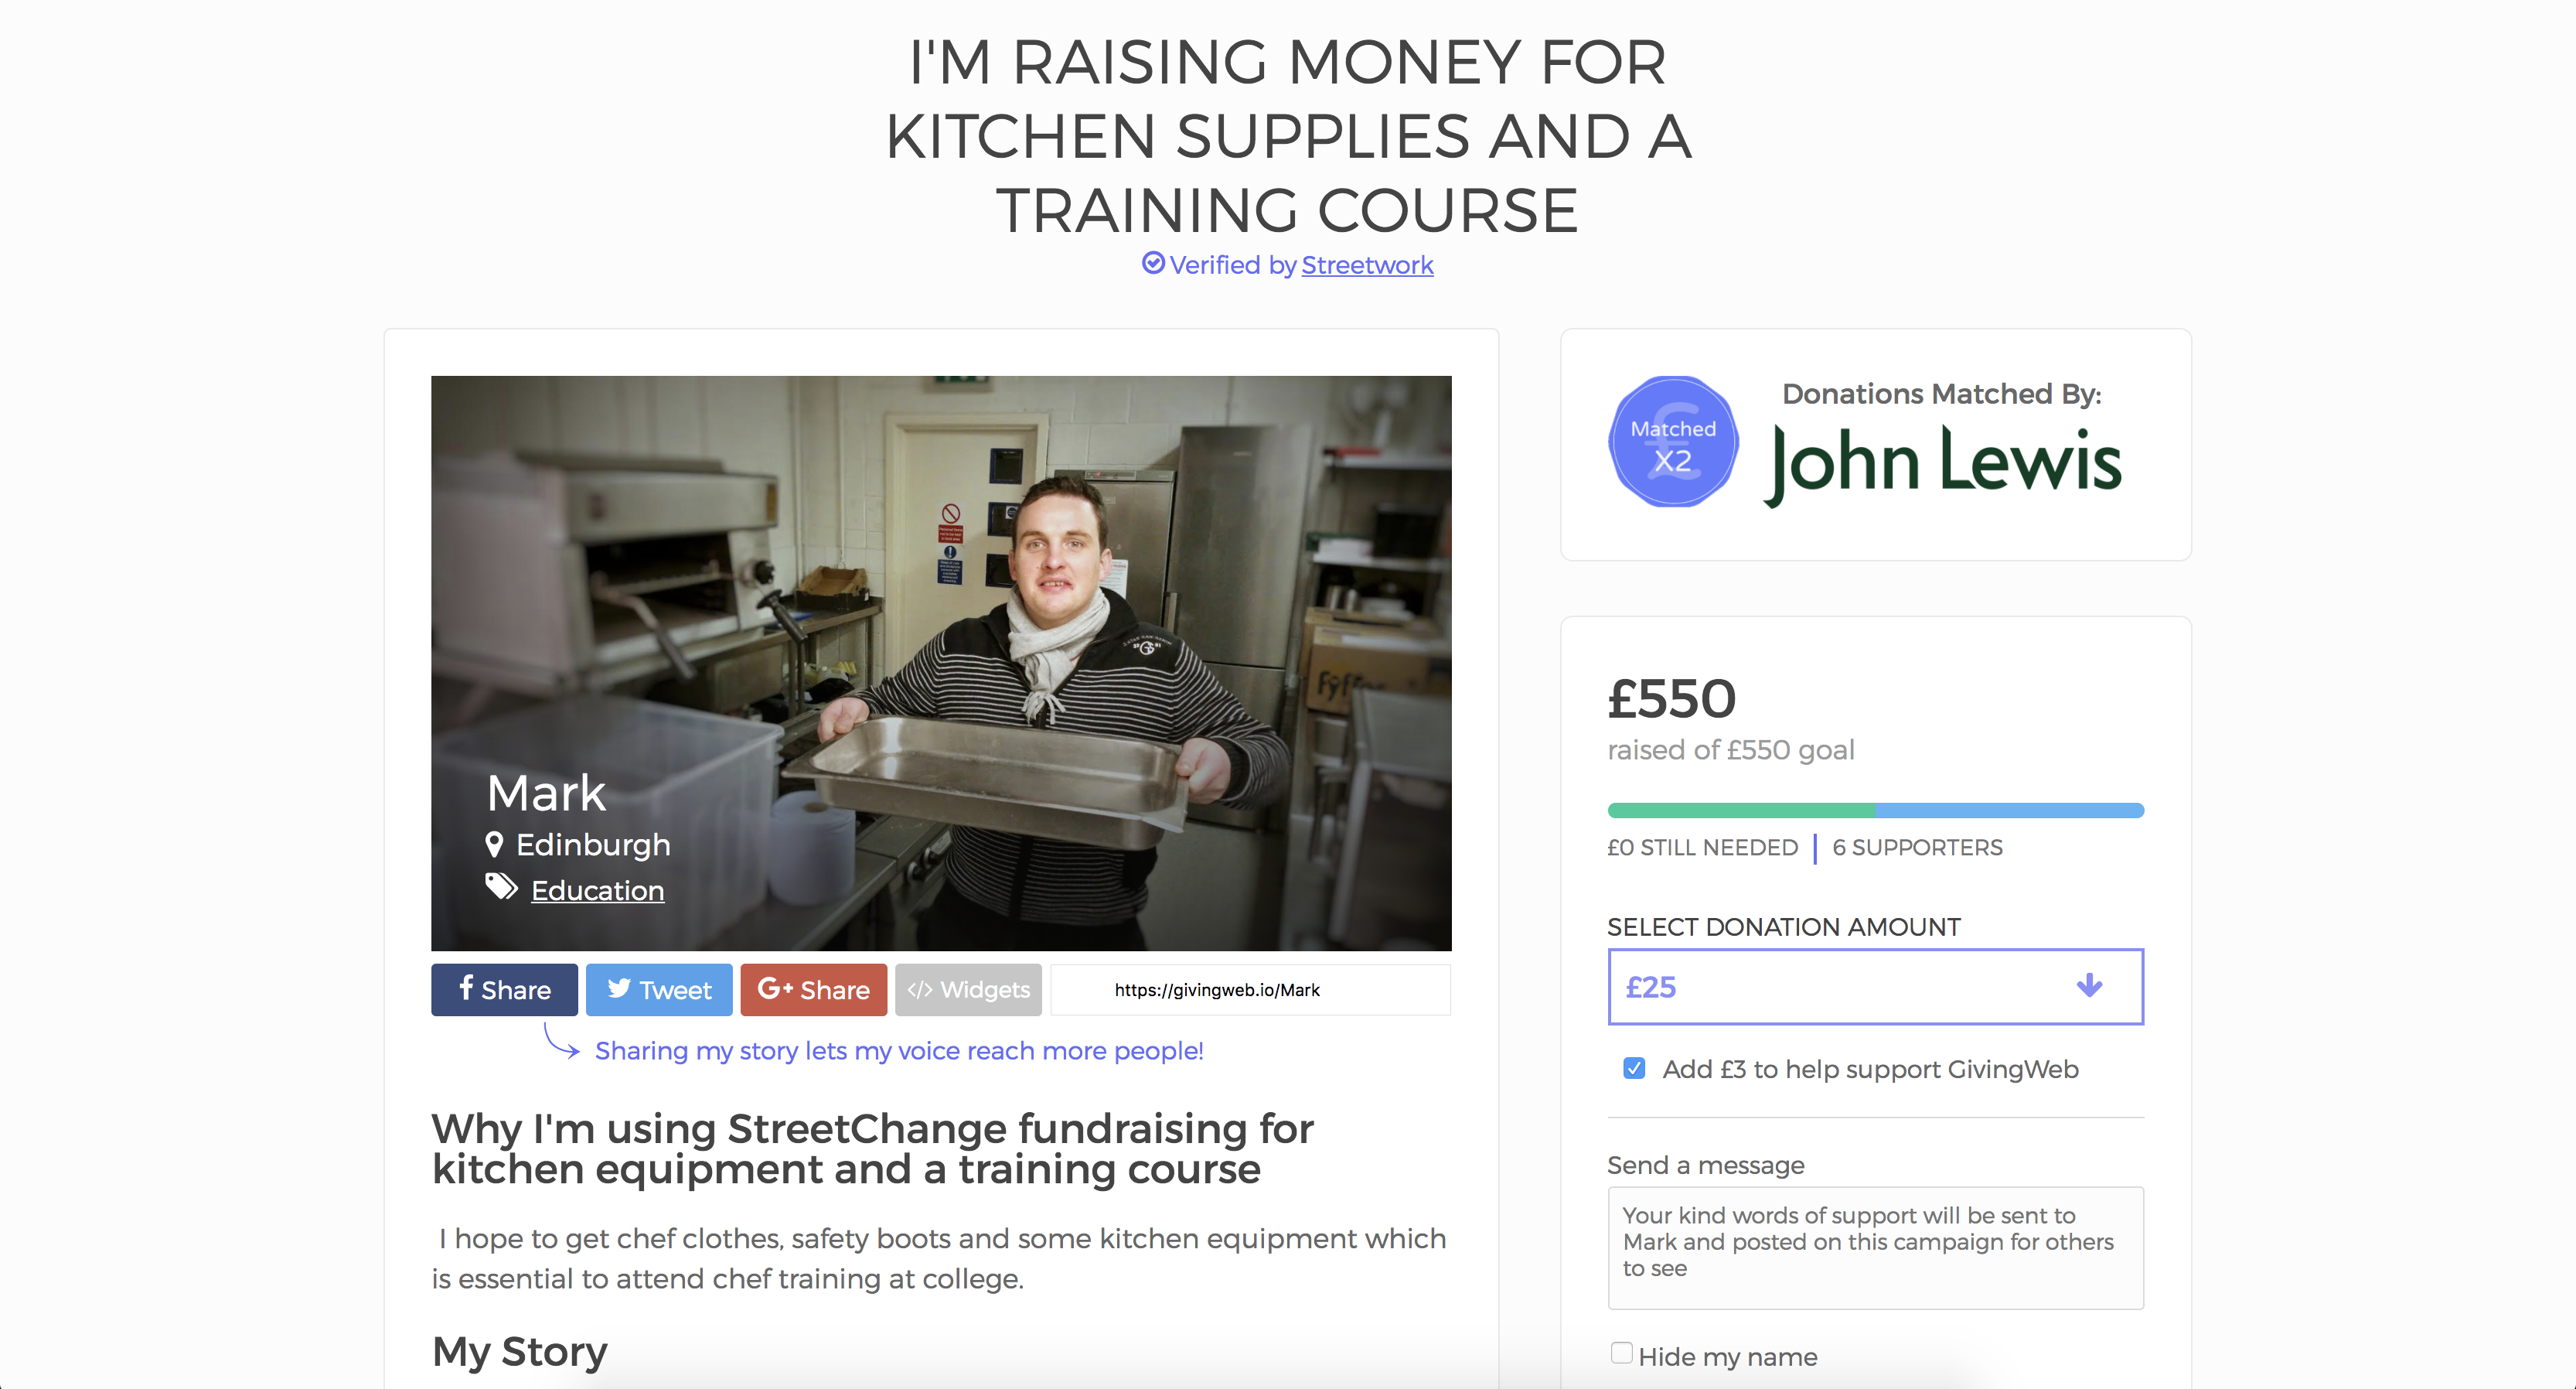 I'M RAISING MONEY FOR
KITCHEN SUPPLIES AND A
TRAINING COURSE
Verified by Streetwork
Mark
Edinburgh
Education
Share
Tweet
G+ Share
</> Widgets
https://givingweb.io/Mark
Sharing my story lets my voice reach more people!
Why I'm using StreetChange fundraising for
kitchen equipment and a training course
I hope to get chef clothes, safety boots and some kitchen equipment which
is essential to attend chef training at college.
My Story
Matched
X2
Donations Matched By:
John Lewis
£550
raised of £550 goal
£0 STILL NEEDED | 6 SUPPORTERS
SELECT DONATION AMOUNT
£25
Add £3 to help support GivingWeb
Send a message
Your kind words of support will be sent to
Mark and posted on this campaign for others
to see
Hide my name